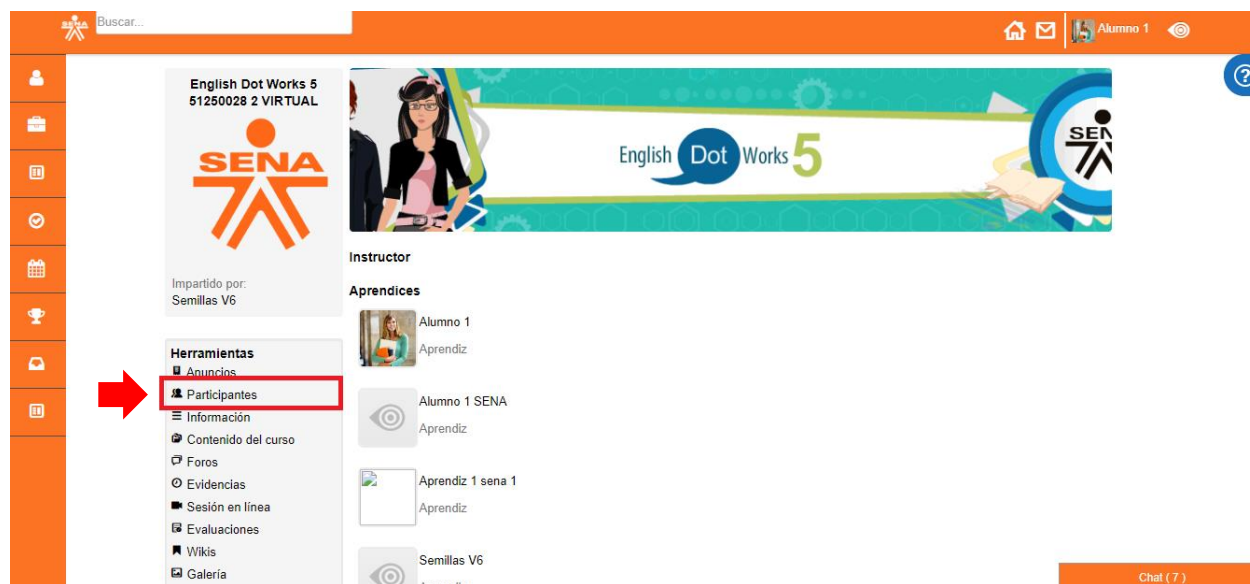 SENA
Buscar...
Alumno 1
English Dot Works 5
51250028 2 VIRTUAL
SENA
Impartido por:
Semillas V6
English Dot Works 5
SEN
Instructor
Aprendices
Alumno 1
Aprendiz
Alumno 1 SENA
Aprendiz
Aprendiz 1 sena 1
Aprendiz
Semillas V6
Herramientas
Anuncios
Participantes
Información
Contenido del curso
Foros
Evidencias
Sesión en línea
Evaluaciones
Wikis
Galería
Chat ( 7 )